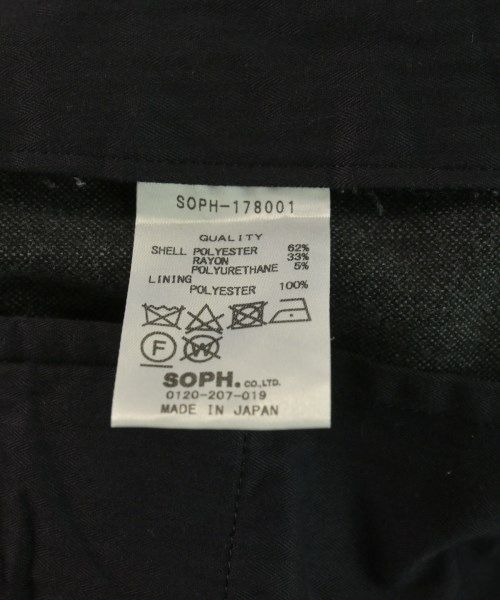 SOPH-178001
QUALITY
SHELL POLYESTER 62%
RAYON 33%
POLYURETHANE 5%
LINING
POLYESTER 100%
F W
SOPH. CO.,LTD.
0120-207-019
MADE IN JAPAN